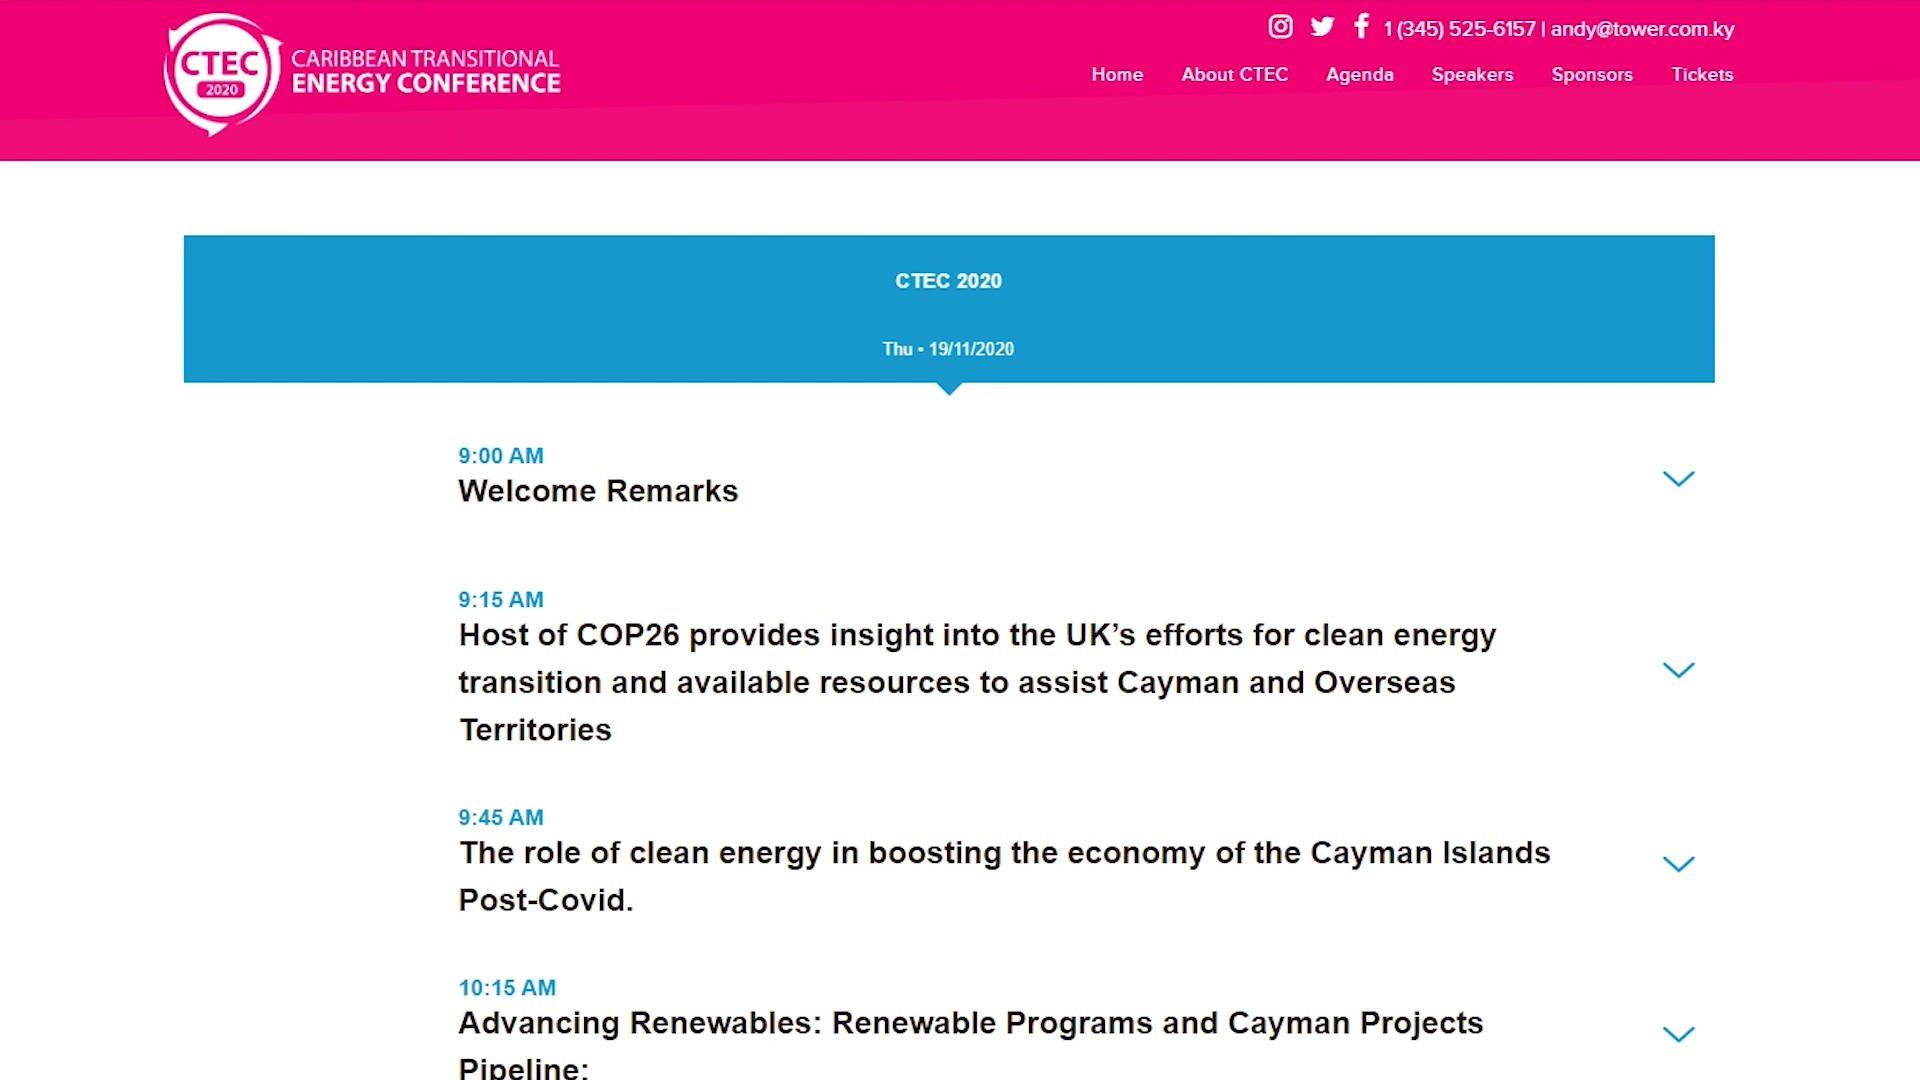 CTEC
2020
CARIBBEAN TRANSITIONAL
ENERGY CONFERENCE
1 (345) 525-6157 | andy@tower.com.ky
Home About CTEC Agenda Speakers Sponsors Tickets
CTEC 2020
Thu • 19/11/2020
9:00 AM
Welcome Remarks
9:15 AM
Host of COP26 provides insight into the UK’s efforts for clean energy
transition and available resources to assist Cayman and Overseas
Territories
9:45 AM
The role of clean energy in boosting the economy of the Cayman Islands
Post-Covid.
10:15 AM
Advancing Renewables: Renewable Programs and Cayman Projects
Pipeline: